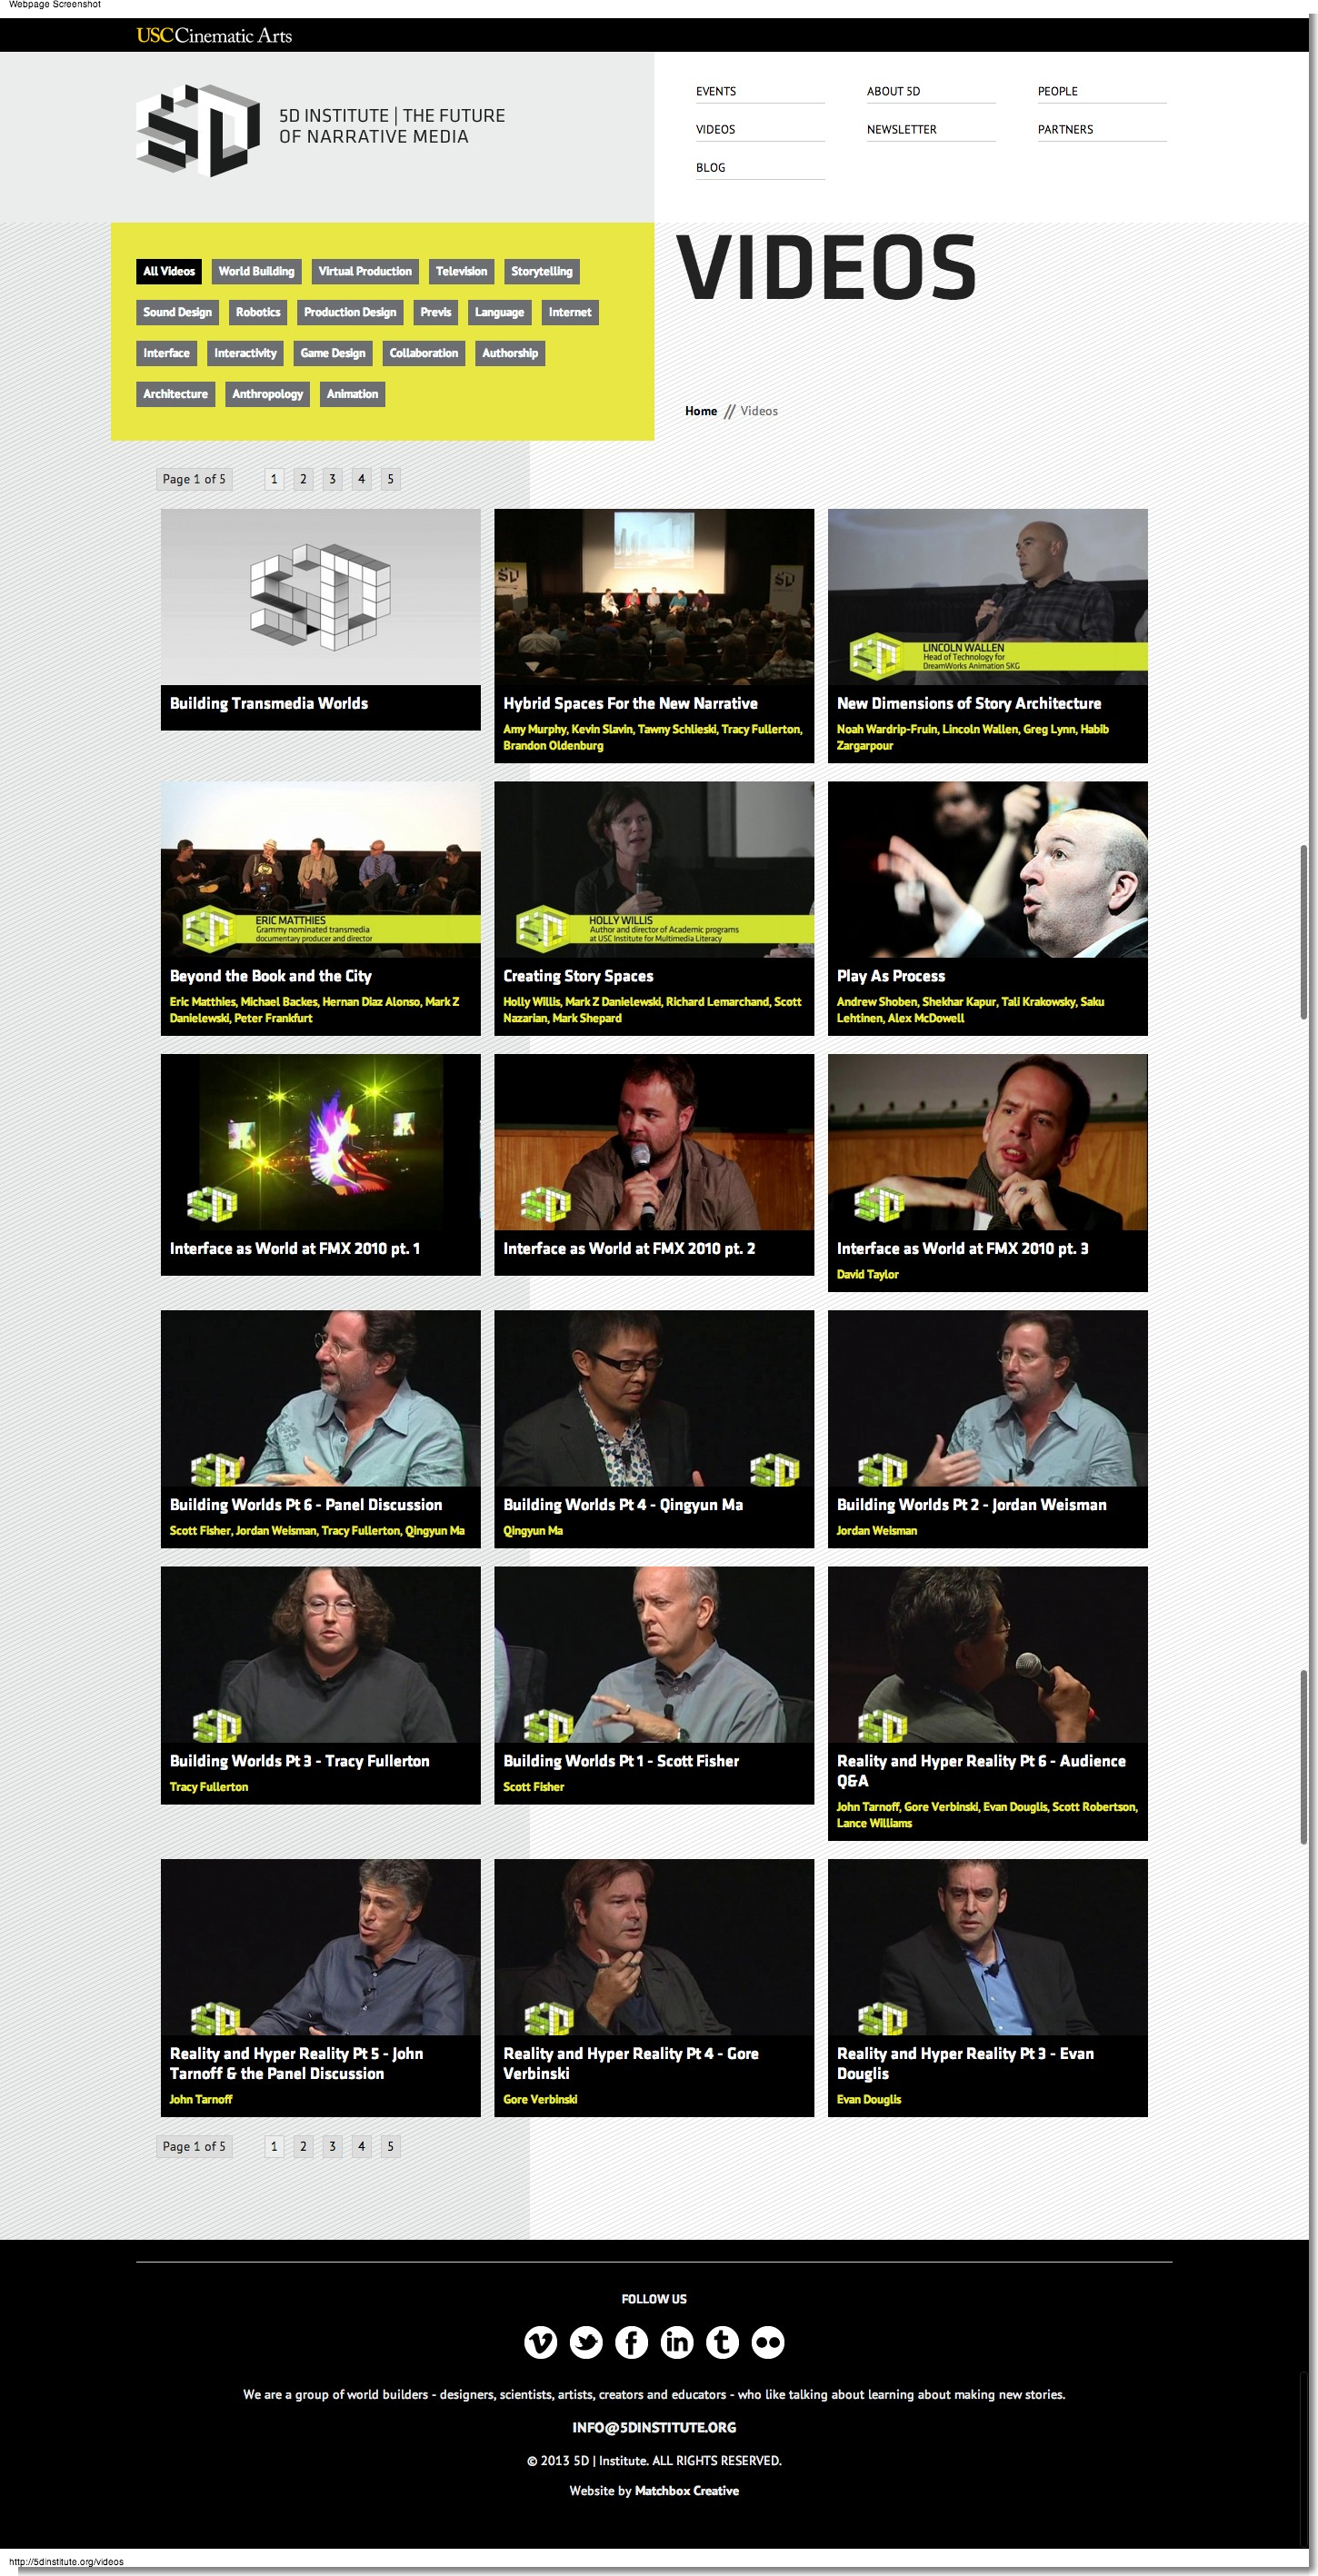 Webpage Screenshot
USC Cinematic Arts
5D INSTITUTE | THE FUTURE
OF NARRATIVE MEDIA
EVENTS
ABOUT 5D
PEOPLE
VIDEOS
NEWSLETTER
PARTNERS
BLOG
All Videos World Building Virtual Production Television Storytelling
Sound Design Robotics Production Design Previs Language Internet
Interface Interactivity Game Design Collaboration Authorship
Architecture Anthropology Animation
VIDEOS
Home // Videos
Page 1 of 5 1 2 3 4 5
Building Transmedia Worlds
Hybrid Spaces For the New Narrative
Amy Murphy, Kevin Slavin, Tawny Schlieski, Tracy Fullerton,
Brandon Oldenburg
LINCOLN WALLEN
Head of Technology for
DreamWorks Animation SKG
New Dimensions of Story Architecture
Noah Wardrip-Fruin, Lincoln Wallen, Greg Lynn, Habib
Zargarpour
ERIC MATTHIES
Grammy nominated transmedia
documentary producer and director
Beyond the Book and the City
Eric Matthies, Michael Backes, Hernan Diaz Alonso, Mark Z
Danielewski, Peter Frankfurt
HOLLY WILLIS
Author and director of Academic programs
at USC Institute for Multimedia Literacy
Creating Story Spaces
Holly Willis, Mark Z Danielewski, Richard Lemarchand, Scott
Nazarian, Mark Shepard
Play As Process
Andrew Shoben, Shekhar Kapur, Tali Krakowsky, Saku
Lehtinen, Alex McDowell
Interface as World at FMX 2010 pt. 1
Interface as World at FMX 2010 pt. 2
Interface as World at FMX 2010 pt. 3
David Taylor
Building Worlds Pt 6 - Panel Discussion
Scott Fisher, Jordan Weisman, Tracy Fullerton, Qingyun Ma
Building Worlds Pt 4 - Qingyun Ma
Qingyun Ma
Building Worlds Pt 2 - Jordan Weisman
Jordan Weisman
Building Worlds Pt 3 - Tracy Fullerton
Tracy Fullerton
Building Worlds Pt 1 - Scott Fisher
Scott Fisher
Reality and Hyper Reality Pt 6 - Audience
Q&A
John Tarnoff, Gore Verbinski, Evan Douglis, Scott Robertson,
Lance Williams
Reality and Hyper Reality Pt 5 - John
Tarnoff & the Panel Discussion
John Tarnoff
Reality and Hyper Reality Pt 4 - Gore
Verbinski
Gore Verbinski
Reality and Hyper Reality Pt 3 - Evan
Douglis
Evan Douglis
Page 1 of 5 1 2 3 4 5
FOLLOW US
We are a group of world builders - designers, scientists, artists, creators and educators - who like talking about learning about making new stories.
INFO@5DINSTITUTE.ORG
© 2013 5D | Institute. ALL RIGHTS RESERVED.
Website by Matchbox Creative
http://5dinstitute.org/videos